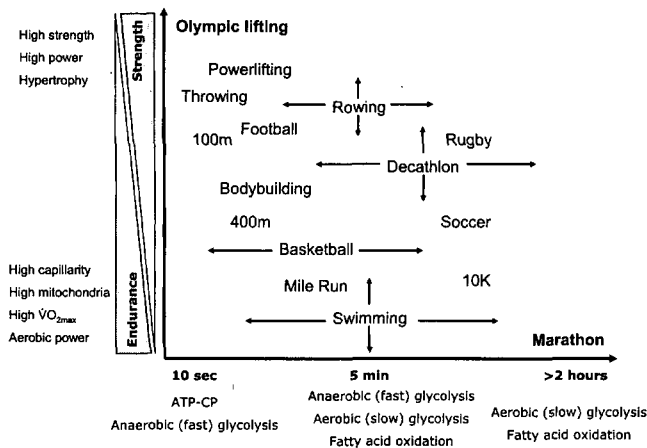 High strength
High power
Hypertrophy
Strength
Olympic lifting
Powerlifting
Throwing
Rowing
Football
100m
Rugby
Decathlon
Bodybuilding
400m
Soccer
Basketball
High capillarity
High mitochondria
High V̇O2max
Aerobic power
Endurance
Mile Run
10K
Swimming
Marathon
10 sec
5 min
>2 hours
ATP-CP
Anaerobic (fast) glycolysis
Anaerobic (fast) glycolysis
Aerobic (slow) glycolysis
Fatty acid oxidation
Aerobic (slow) glycolysis
Fatty acid oxidation